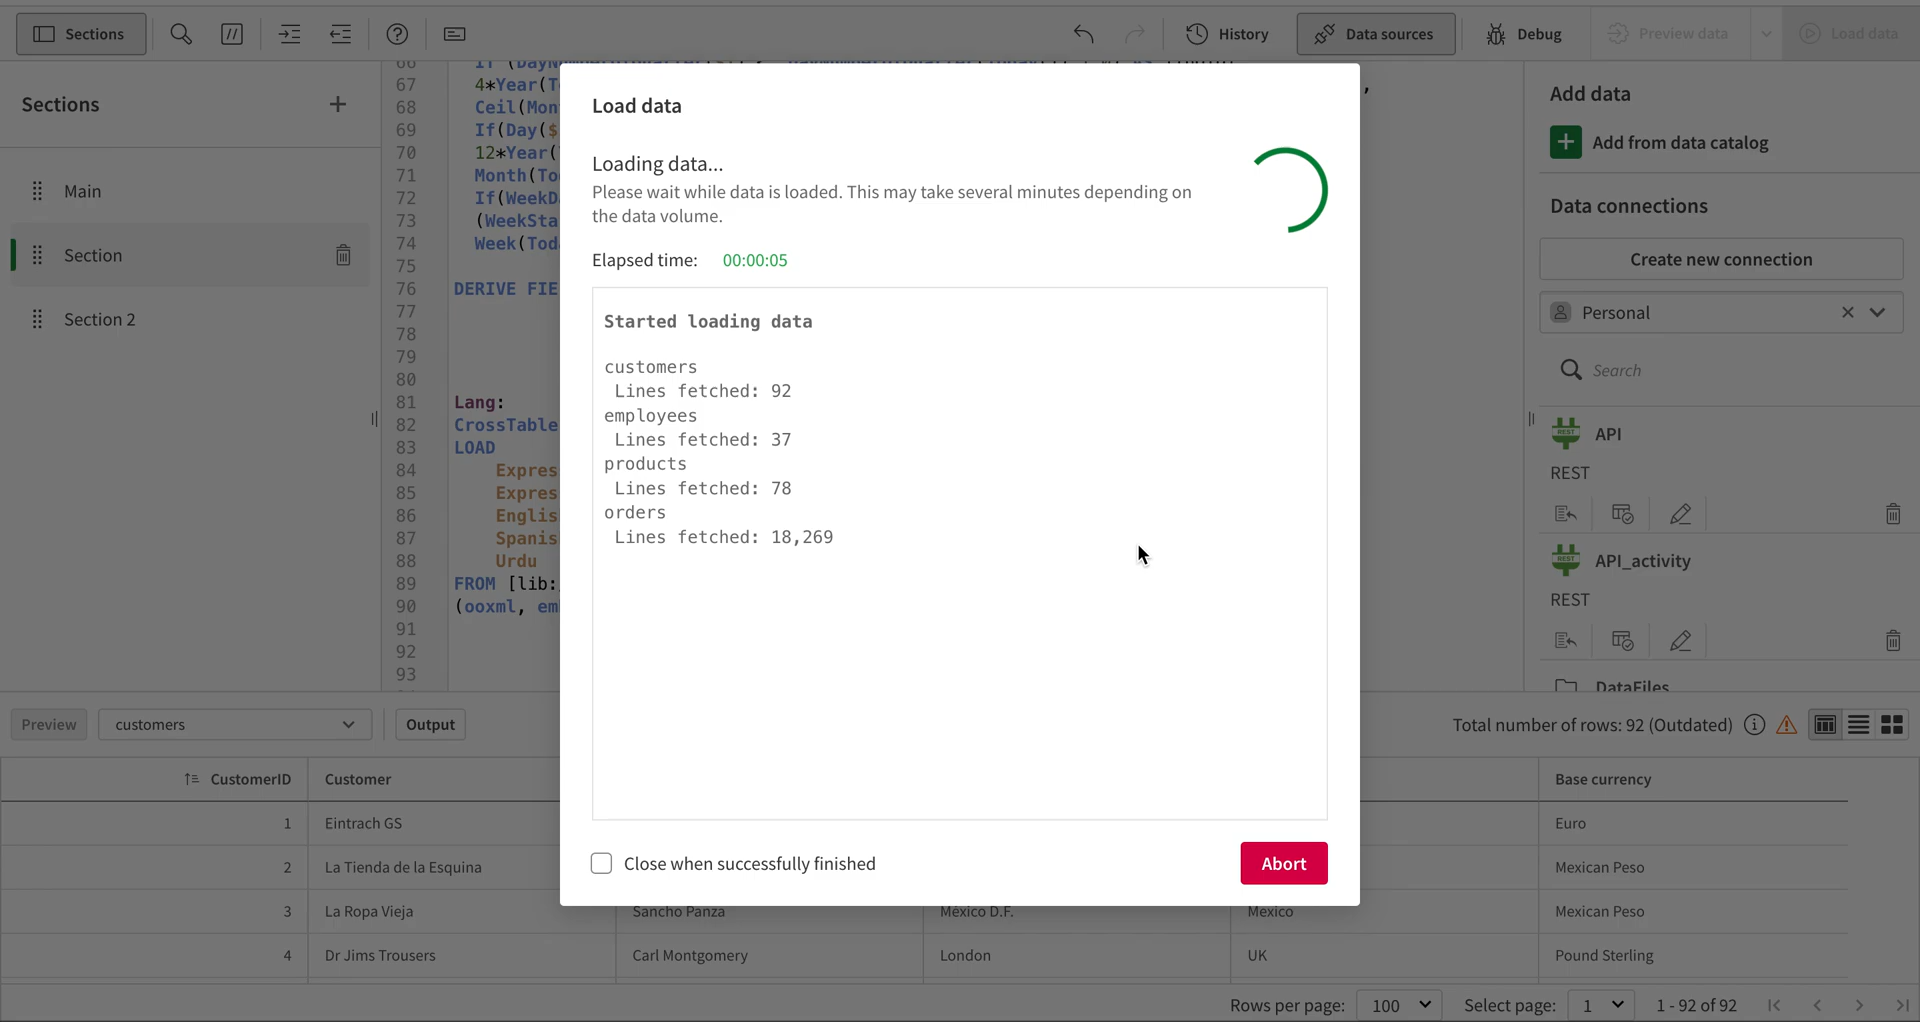 Sections
History
Data sources
Debug
Preview data
Load data
Sections
Main
Section
Section 2
67 4*Year(T
68 Ceil(Mon
69 If(Day($
70 12*Year(
71 Month(To
72 If(WeekD
73 (WeekSta
74 Week(Tod
75
76 DERIVE FIE
77
78
79
80
81 Lang:
82 CrossTable
83 LOAD
84 Expres
85 Expres
86 Englis
87 Spanis
88 Urdu
89 FROM [lib:
90 (ooxml, em
91
92
93
Load data
Loading data...
Please wait while data is loaded. This may take several minutes depending on
the data volume.
Elapsed time: 00:00:05
Started loading data
customers
Lines fetched: 92
employees
Lines fetched: 37
products
Lines fetched: 78
orders
Lines fetched: 18,269
Close when successfully finished
Abort
Add data
Add from data catalog
Data connections
Create new connection
Personal
Search
REST API
REST
REST API_activity
REST
DataFiles
Preview
customers
Output
Total number of rows: 92 (Outdated)
CustomerID Customer Base currency
1 Eintrach GS Euro
2 La Tienda de la Esquina Mexican Peso
3 La Ropa Vieja Sancho Panza México D.F. Mexico Mexican Peso
4 Dr Jims Trousers Carl Montgomery London UK Pound Sterling
Rows per page: 100 Select page: 1 1 - 92 of 92